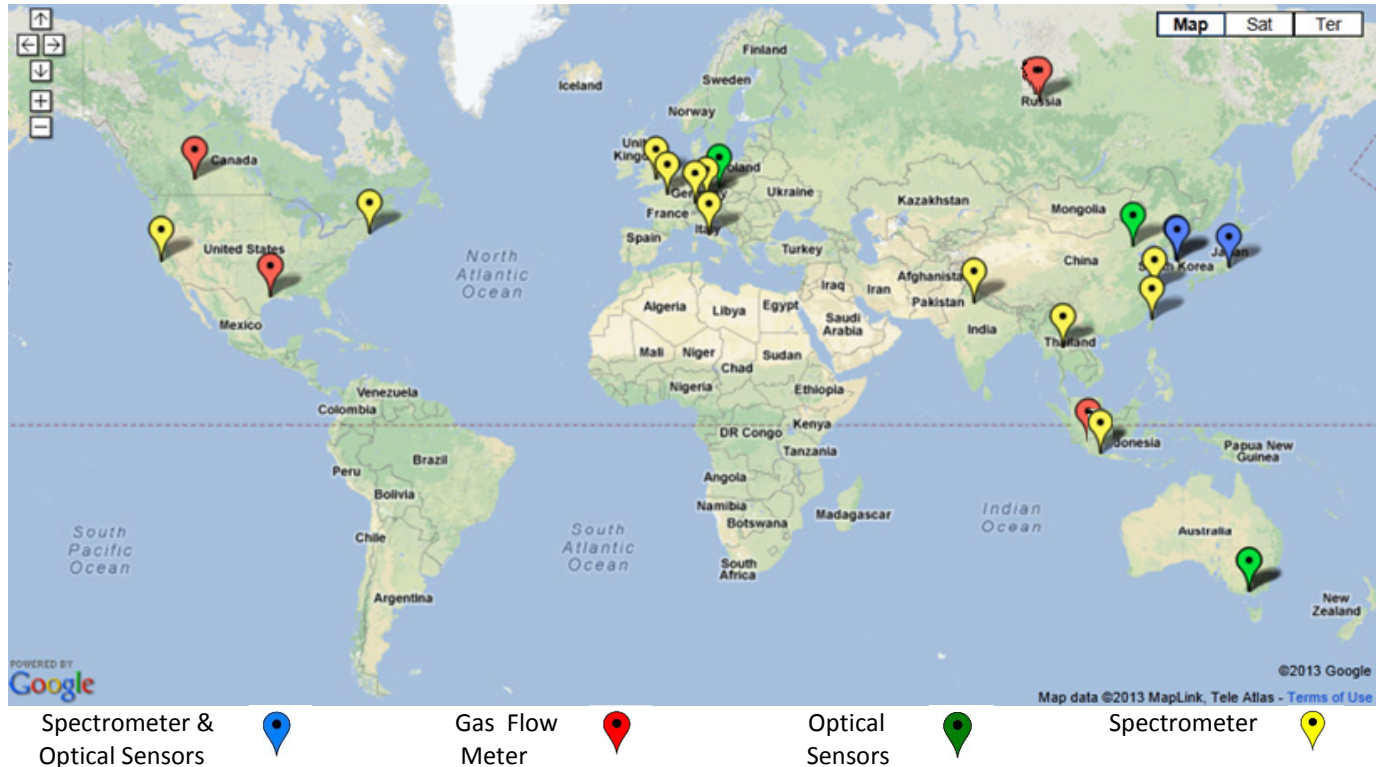 Map Sat Ter
Finland
Iceland
Sweden
Norway
Russia
Canada
Poland
Ukraine
Kazakhstan
Mongolia
France
Italy
United States
Spain
Turkey
China
South Korea
Japan
North
Atlantic
Ocean
Afghanista
Iraq
Iran
Pakistan
Algeria
Libya
Egypt
Saudi
Arabia
India
Mexico
Thailand
Mali
Niger
Chad
Sudan
Nigeria
Ethiopia
Venezuela
Colombia
Kenya
DR Congo
Tanzania
donesia
Papua New
Guinea
Brazil
Peru
Angola
Bolivia
Namibia
Botswana
Madagascar
Indian
Ocean
Australia
South
Pacific
Ocean
Chile
South
Atlantic
Ocean
South
Africa
Argentina
New
Zealand
POWERED BY
Google
©2013 Google
Map data ©2013 MapLink, Tele Atlas - Terms of Use
Spectrometer &
Optical Sensors
Gas Flow
Meter
Optical
Sensors
Spectrometer